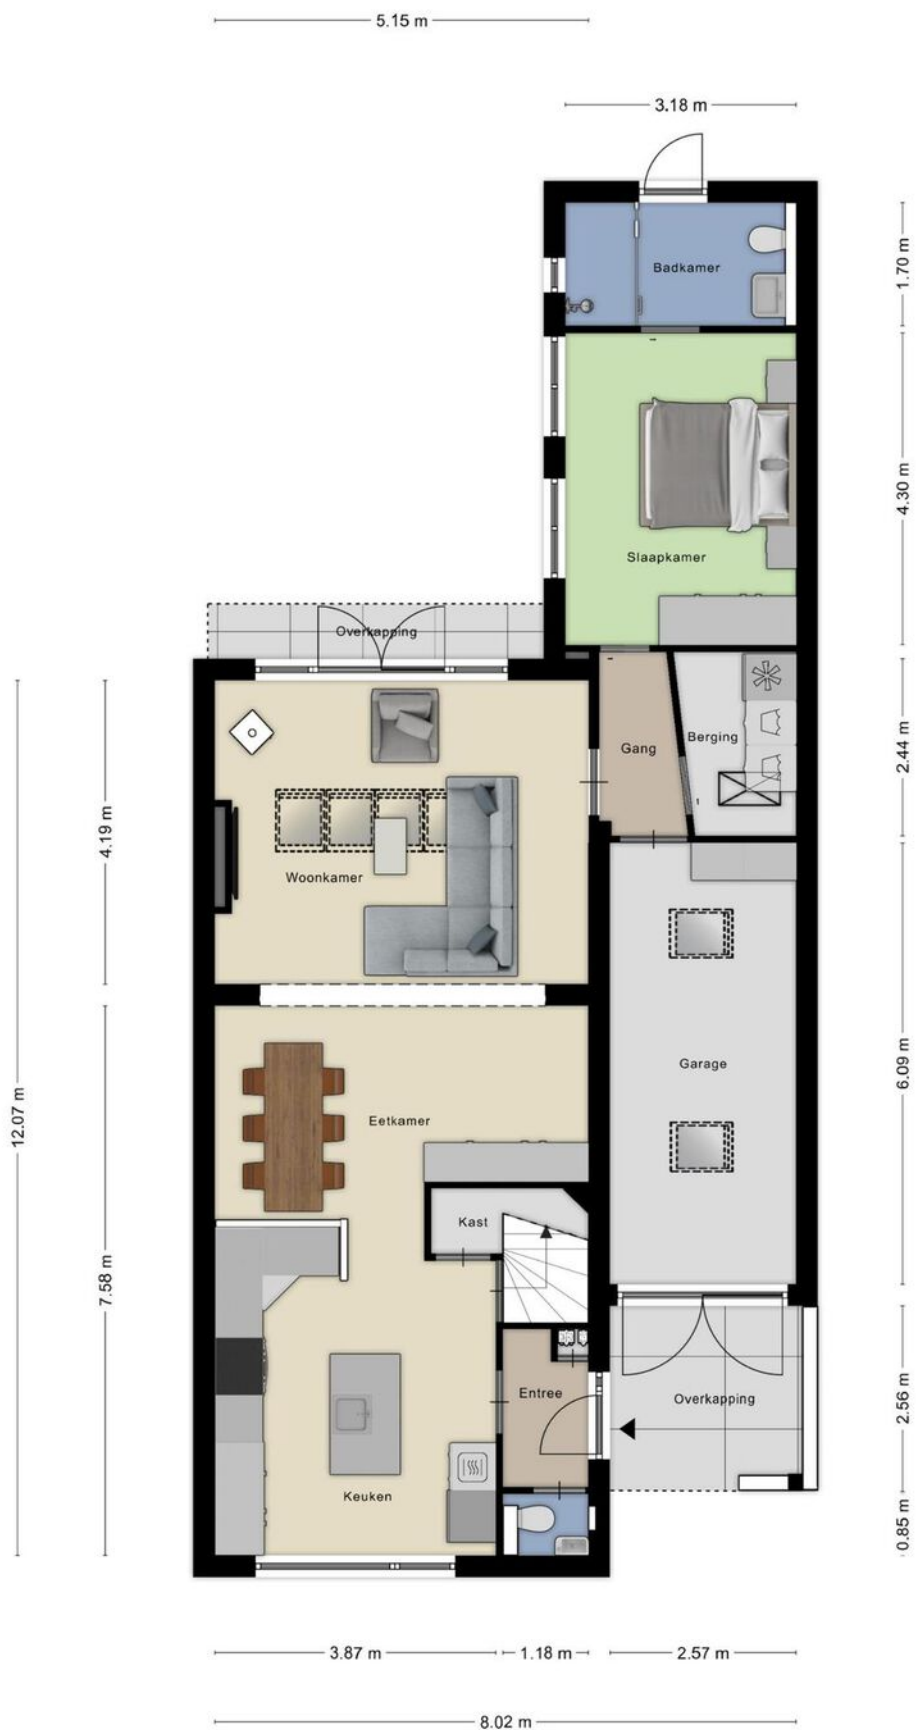 5.15 m
3.18 m
Badkamer
1.70 m
4.30 m
Slaapkamer
Overkapping
Gang
Berging
2.44 m
4.19 m
Woonkamer
Garage
6.09 m
12.07 m
Eetkamer
Kast
7.58 m
Entree
Overkapping
2.56 m
Keuken
0.85 m
3.87 m
1.18 m
2.57 m
8.02 m